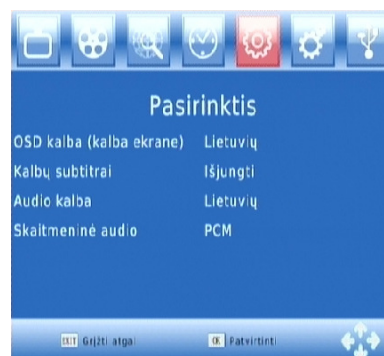 Pasirinktis
OSD kalba (kalba ekrane) Lietuvių
Kalbų subtitrai Išjungti
Audio kalba Lietuvių
Skaitmeninė audio PCM
EXIT Grįžti atgal OK Patvirtinti